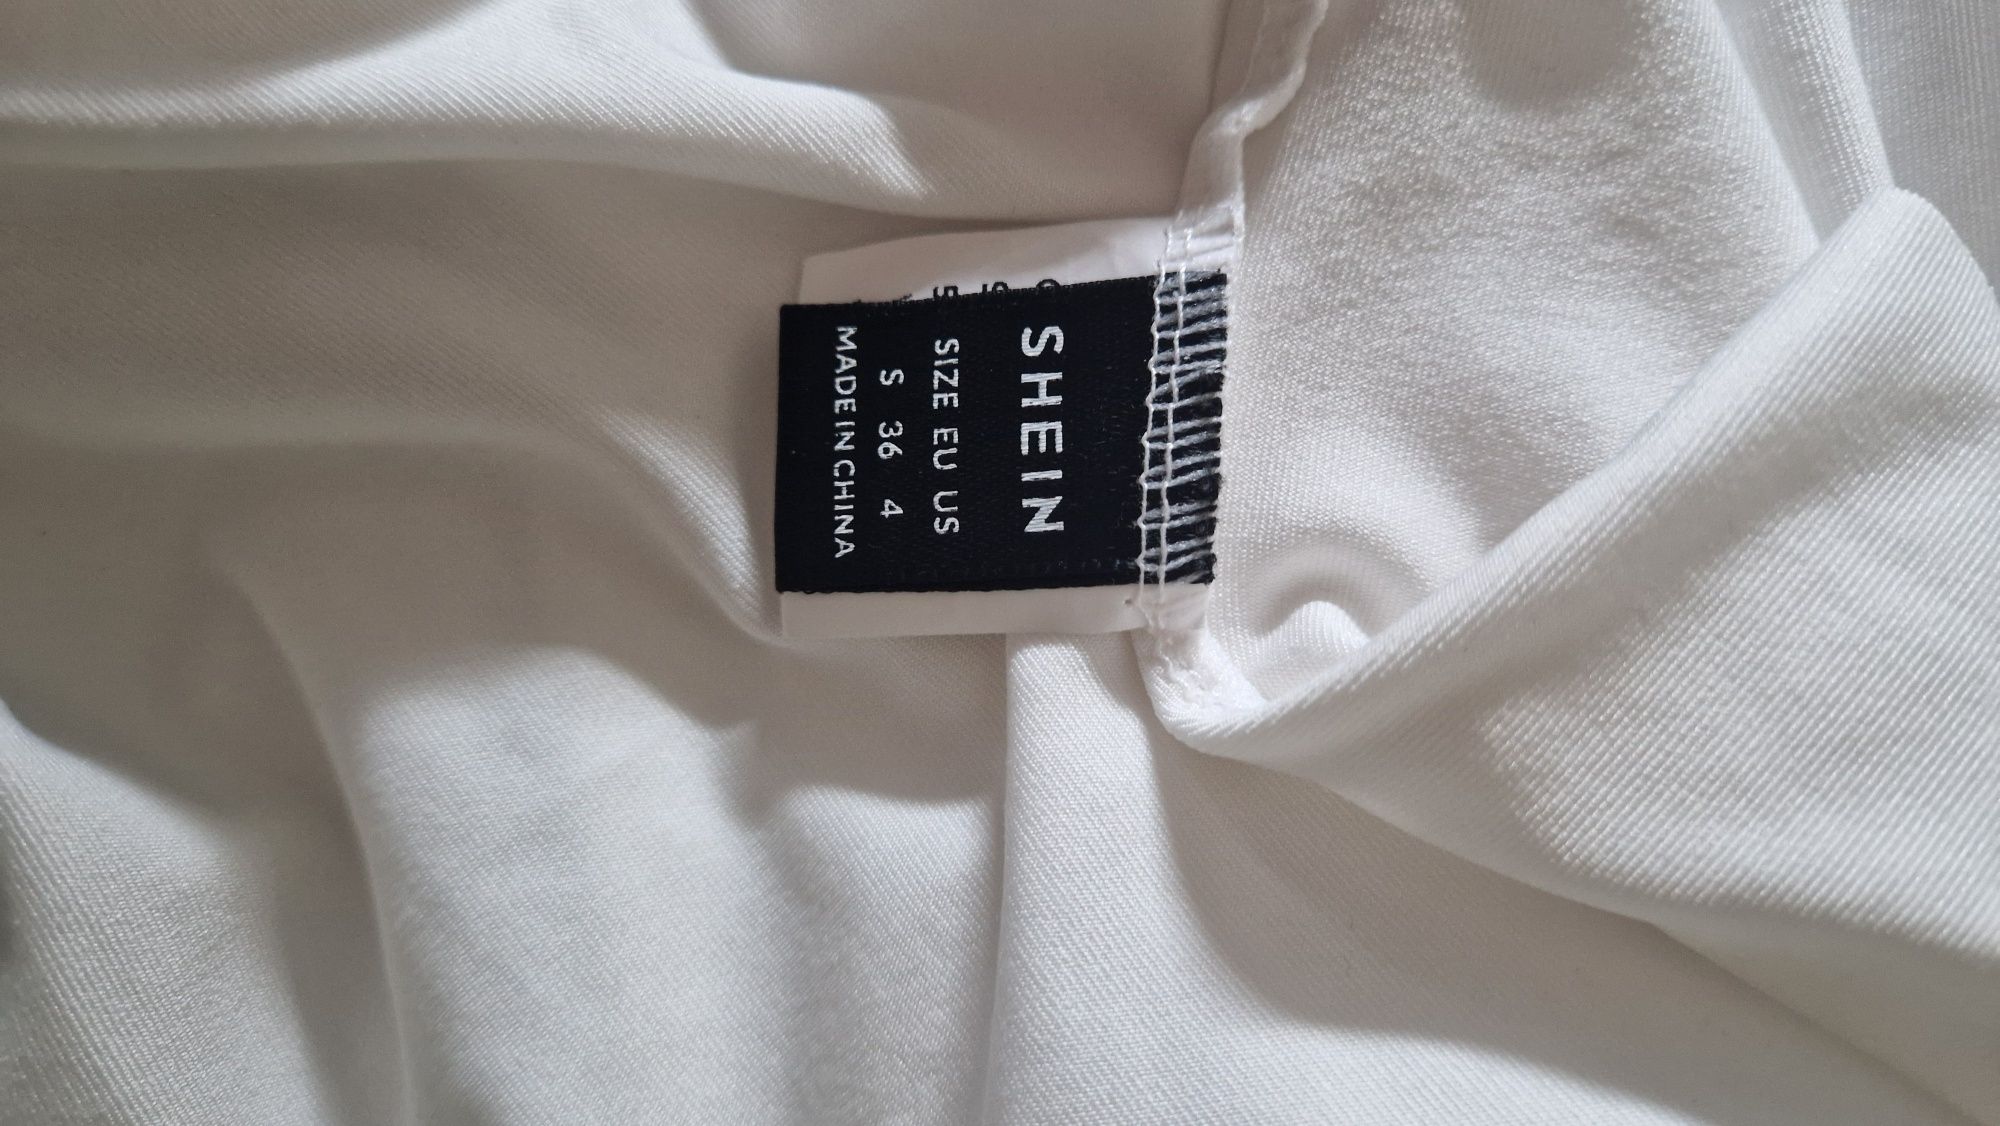 SHEIN
SIZE EU US
S 36 4
MADE IN CHINA